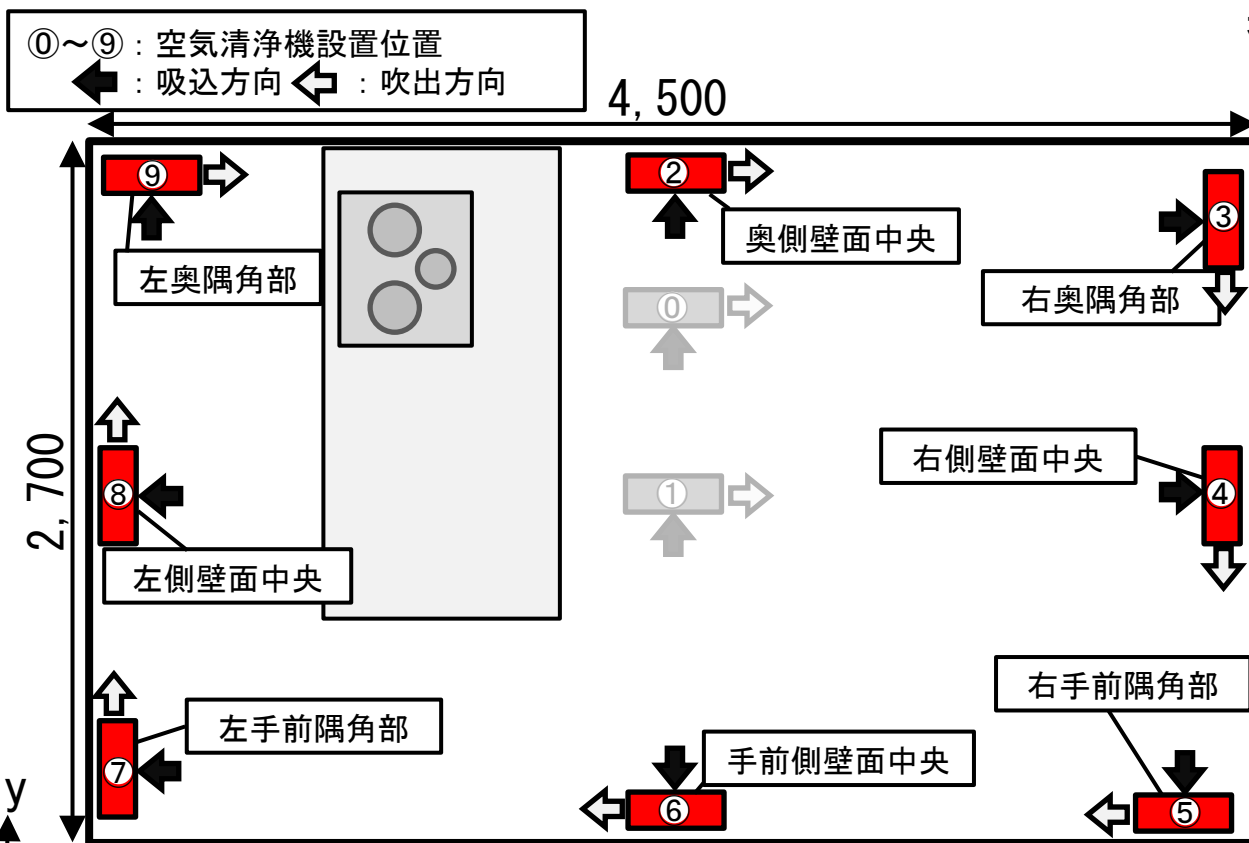 ⓪～⑨：空気清浄機設置位置
：吸込方向 ：吹出方向
4,500
⑨
②
③
奥側壁面中央
左奥隅角部
右奥隅角部
⓪
2,700
右側壁面中央
⑧
①
④
左側壁面中央
右手前隅角部
左手前隅角部
手前側壁面中央
⑦
y
⑥
⑤